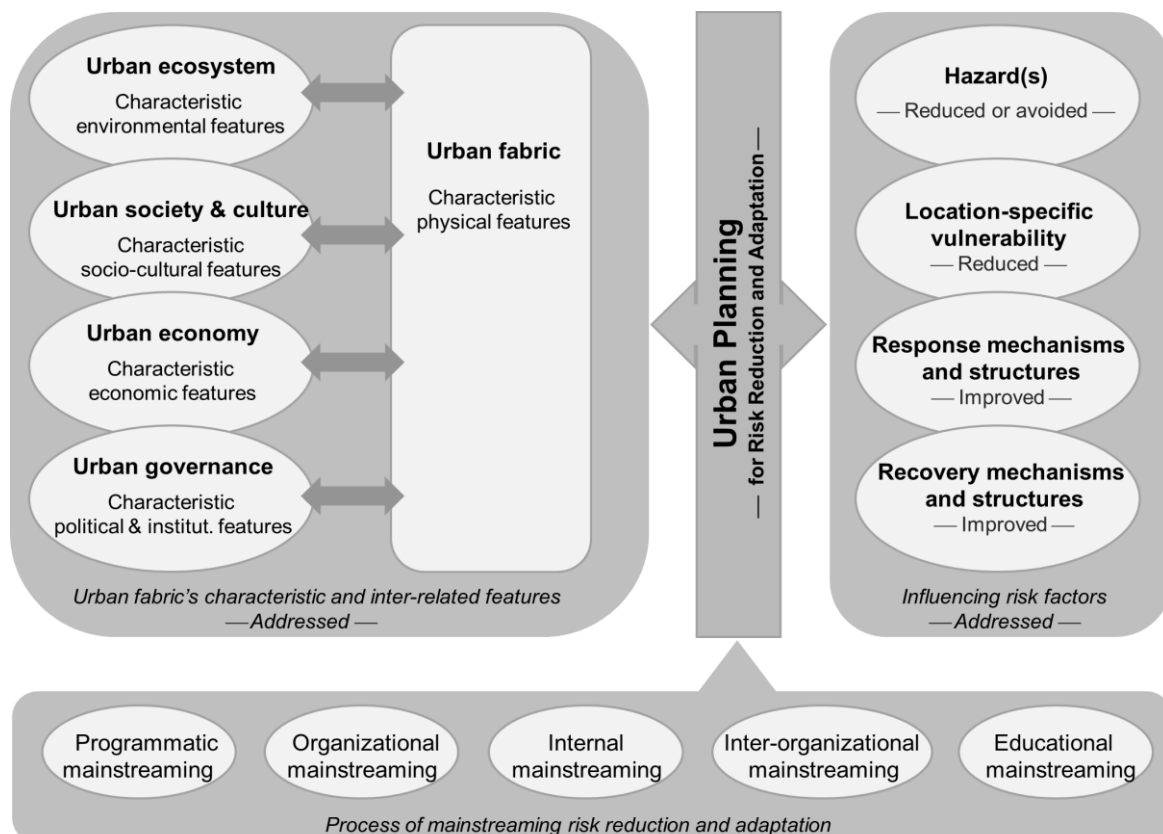 Urban ecosystem
Characteristic
environmental features
Urban society & culture
Characteristic
socio-cultural features
Urban economy
Characteristic
economic features
Urban governance
Characteristic
political & institut. features
Urban fabric
Characteristic
physical features
Urban fabric's characteristic and inter-related features
—Addressed —
Urban Planning
— for Risk Reduction and Adaptation —
Hazard(s)
— Reduced or avoided —
Location-specific
vulnerability
— Reduced —
Response mechanisms
and structures
— Improved —
Recovery mechanisms
and structures
— Improved —
Influencing risk factors
—Addressed —
Programmatic
mainstreaming
Organizational
mainstreaming
Internal
mainstreaming
Inter-organizational
mainstreaming
Educational
mainstreaming
Process of mainstreaming risk reduction and adaptation